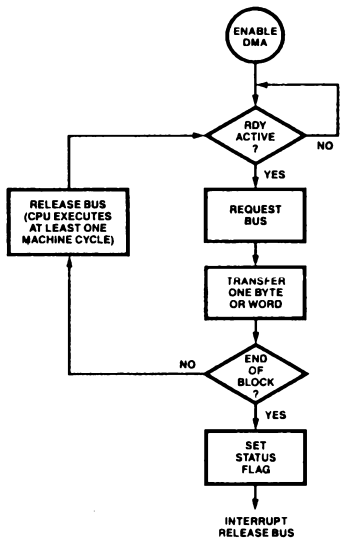 ENABLE
DMA
RDY
ACTIVE
?
NO
YES
RELEASE BUS
(CPU EXECUTES
AT LEAST ONE
MACHINE CYCLE)
REQUEST
BUS
TRANSFER
ONE BYTE
OR WORD
NO
END
OF
BLOCK
?
YES
SET
STATUS
FLAG
INTERRUPT
RELEASE BUS